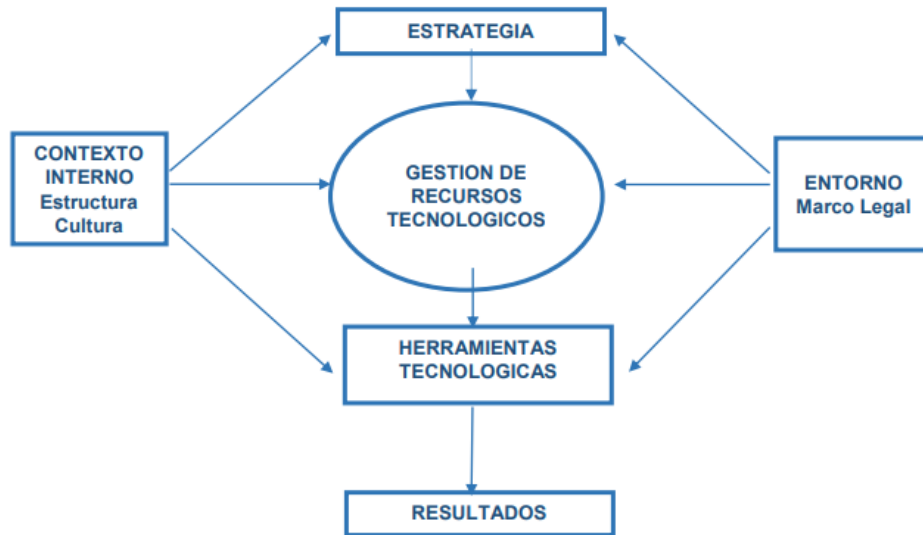 ESTRATEGIA
CONTEXTO
INTERNO
Estructura
Cultura
GESTION DE
RECURSOS
TECNOLOGICOS
ENTORNO
Marco Legal
HERRAMIENTAS
TECNOLOGICAS
RESULTADOS